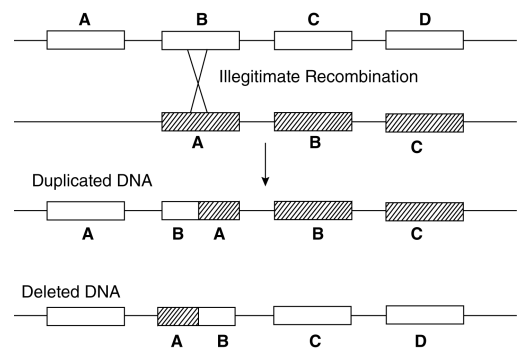 A B C D
Illegitimate Recombination
A B C
Duplicated DNA
A B A B C
Deleted DNA
A B C D